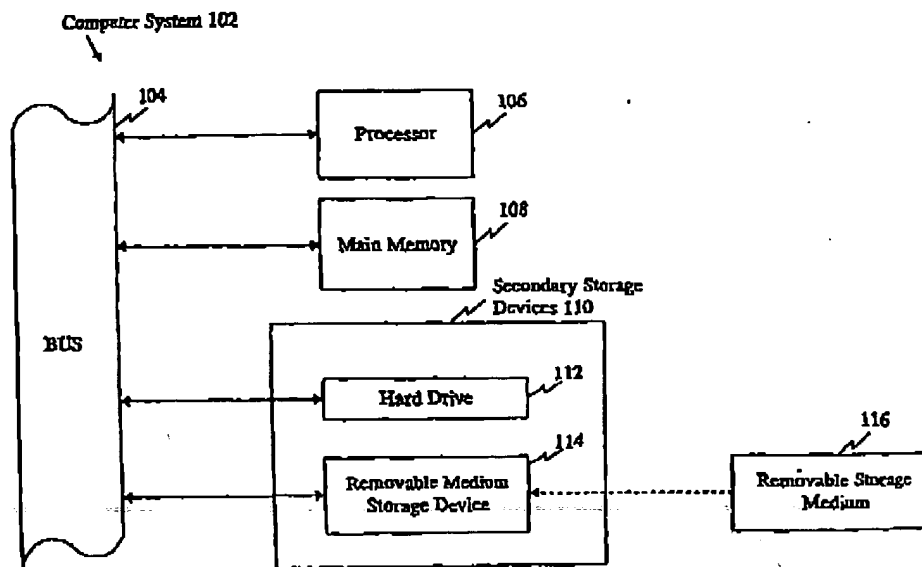 Computer System 102
104
106
Processor
108
Main Memory
Secondary Storage
Devices 110
BUS
112
Hard Drive
114
116
Removable Medium
Storage Device
Removable Storage
Medium